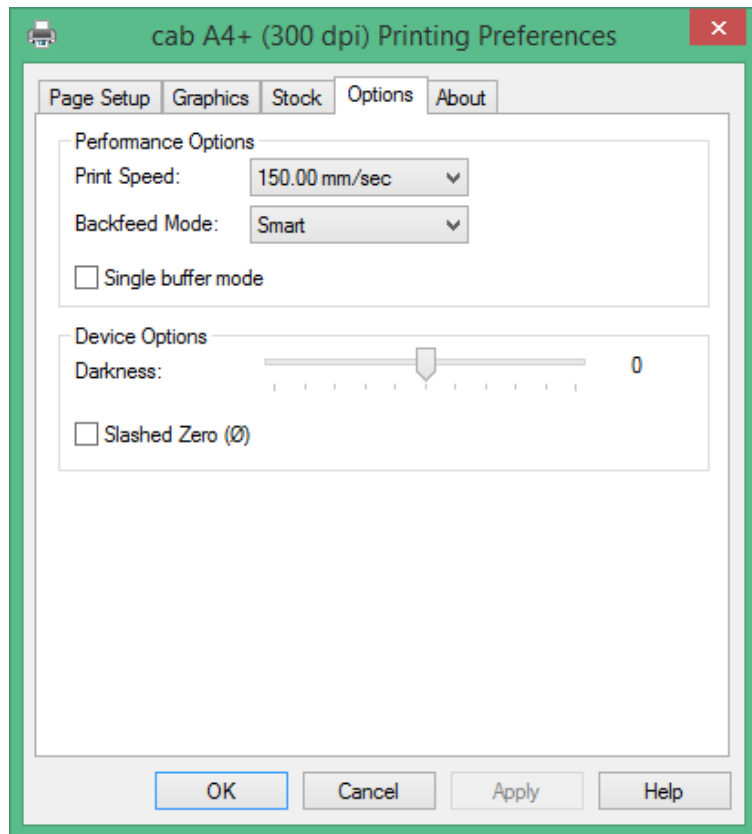 cab A4+ (300 dpi) Printing Preferences
Page Setup Graphics Stock Options About
Performance Options
Print Speed: 150.00 mm/sec
Backfeed Mode: Smart
Single buffer mode
Device Options
Darkness: 0
Slashed Zero (Ø)
OK Cancel Apply Help